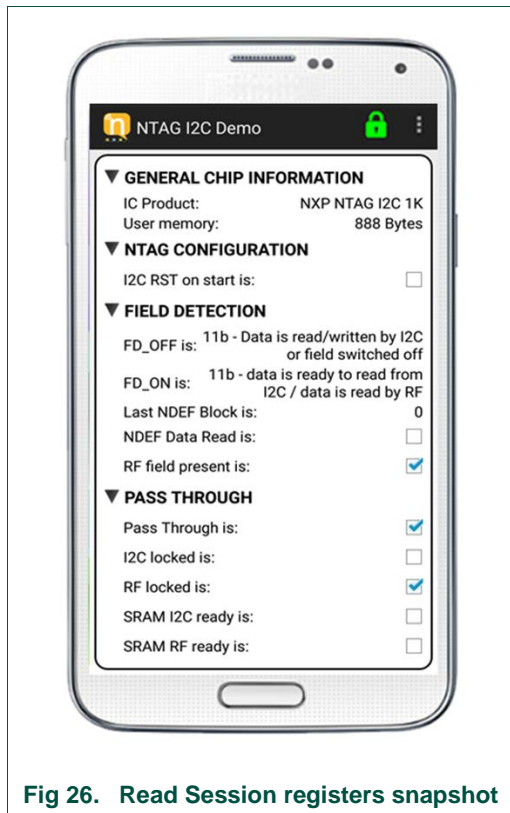 NTAG I2C Demo
GENERAL CHIP INFORMATION
IC Product: NXP NTAG I2C 1K
User memory: 888 Bytes
NTAG CONFIGURATION
I2C RST on start is:
FIELD DETECTION
FD_OFF is: 11b - Data is read/written by I2C
or field switched off
FD_ON is: 11b - data is ready to read from
I2C / data is read by RF
Last NDEF Block is: 0
NDEF Data Read is:
RF field present is:
PASS THROUGH
Pass Through is:
I2C locked is:
RF locked is:
SRAM I2C ready is:
SRAM RF ready is:
Fig 26. Read Session registers snapshot